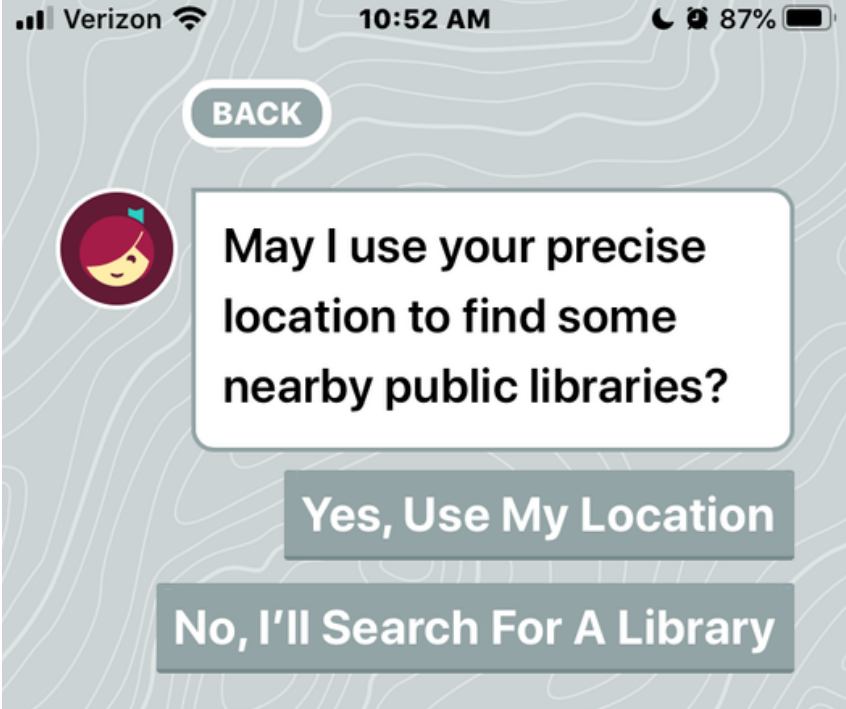 Verizon 10:52 AM 87%
BACK
May I use your precise
location to find some
nearby public libraries?
Yes, Use My Location
No, I’ll Search For A Library